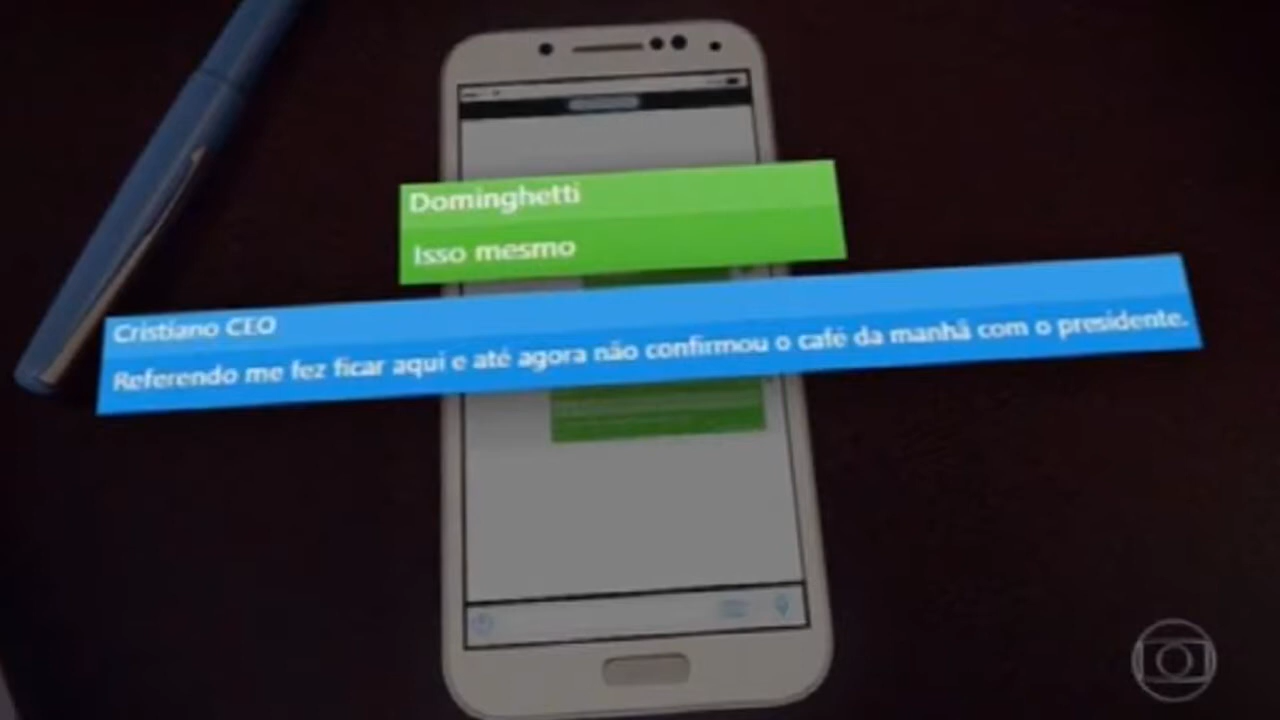 Dominghetti
Isso mesmo
Cristiano CEO
Referendo me fez ficar aqui e até agora não confirmou o café da manhã com o presidente.